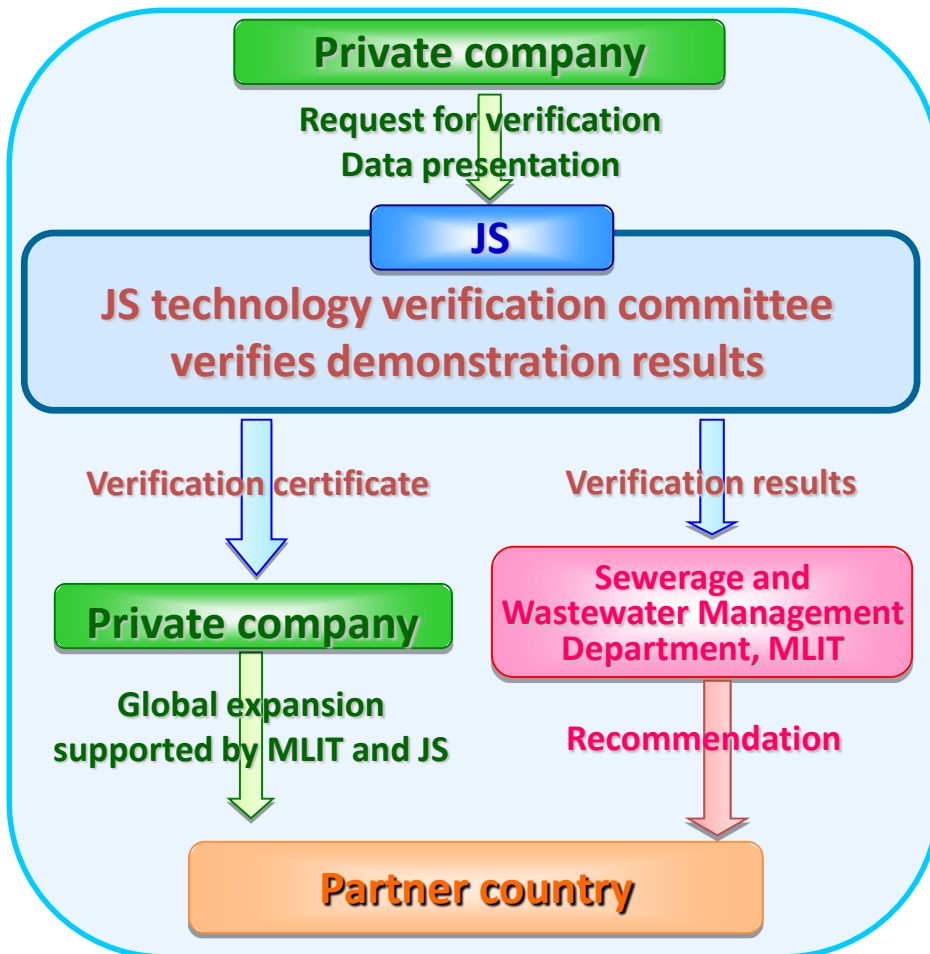 Private company
Request for verification
Data presentation
JS
JS technology verification committee
verifies demonstration results
Verification certificate
Verification results
Private company
Sewerage and
Wastewater Management
Department, MLIT
Global expansion
supported by MLIT and JS
Recommendation
Partner country